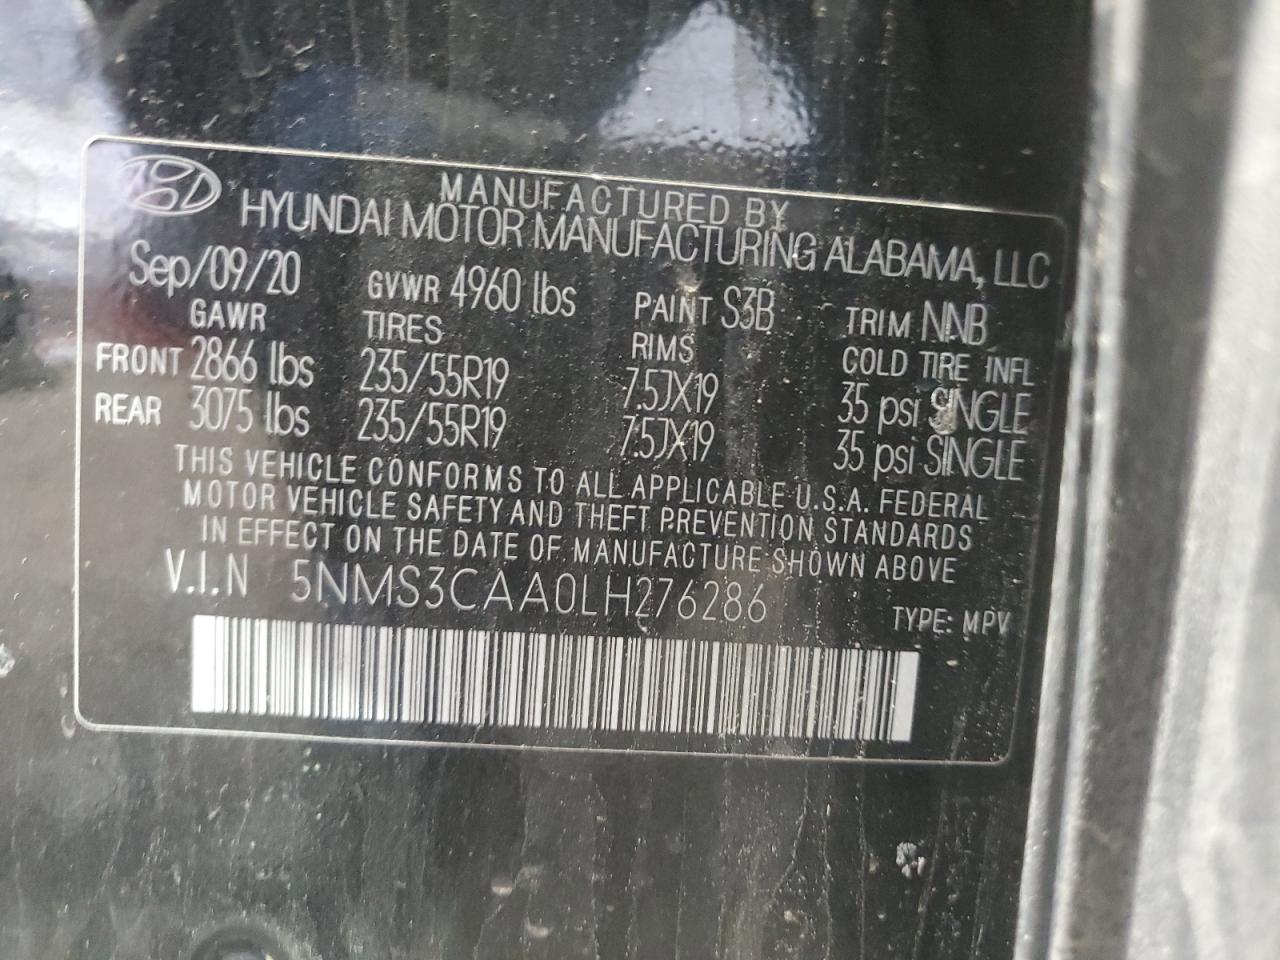 MANUFACTURED BY
HYUNDAI MOTOR MANUFACTURING ALABAMA, LLC
Sep/09/20 GVWR 4960 lbs PAINT S3B TRIM NNB
GAWR TIRES RIMS COLD TIRE INFL
FRONT 2866 lbs 235/55R19 7.5JX19 35 psi SINGLE
REAR 3075 lbs 235/55R19 7.5JX19 35 psi SINGLE
THIS VEHICLE CONFORMS TO ALL APPLICABLE U.S.A. FEDERAL
MOTOR VEHICLE SAFETY AND THEFT PREVENTION STANDARDS
IN EFFECT ON THE DATE OF MANUFACTURE SHOWN ABOVE
V.I.N 5NMS3CAA0LH276286 TYPE: MPV